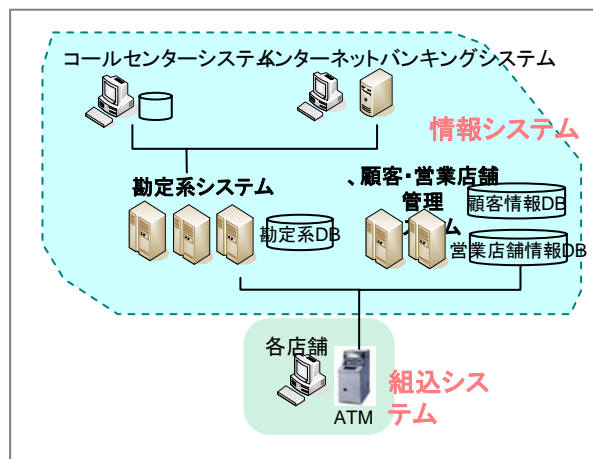 コールセンターシステム
インターネットバンキングシステム
情報システム
勘定系システム
、顧客・営業店舗
管理
顧客情報DB
勘定系DB
営業店舗情報DB
各店舗
ATM
組込シス
テム